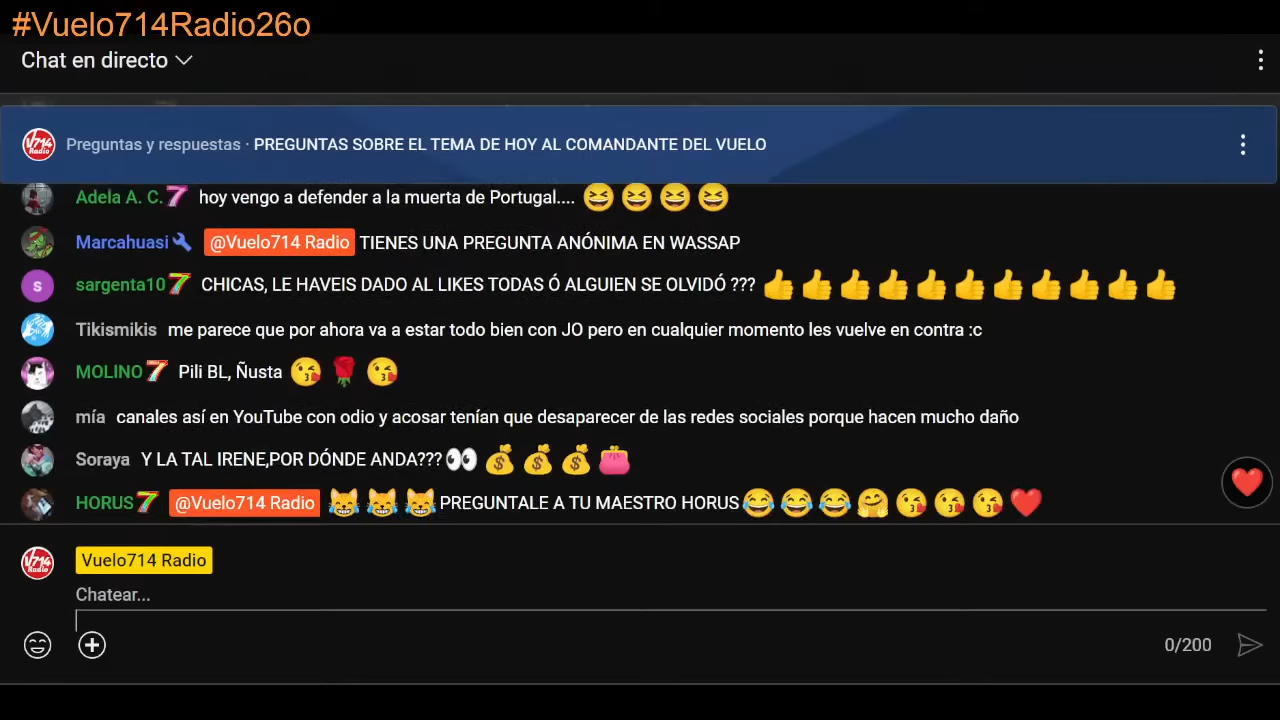 #Vuelo714Radio26o
Chat en directo
Preguntas y respuestas · PREGUNTAS SOBRE EL TEMA DE HOY AL COMANDANTE DEL VUELO
Adela A. C. 7 hoy vengo a defender a la muerta de Portugal.... 😆 😆 😆 😆
Marcahuasi @Vuelo714 Radio TIENES UNA PREGUNTA ANÓNIMA EN WASSAP
S sargenta10 7 CHICAS, LE HAVEIS DADO AL LIKES TODAS Ó ALGUIEN SE OLVIDÓ ??? 👍 👍 👍 👍 👍 👍 👍 👍 👍 👍 👍
Tikismikis me parece que por ahora va a estar todo bien con JO pero en cualquier momento les vuelve en contra :c
MOLINO 7 Pili BL, Ñusta 😘 🌹 😘
mía canales así en YouTube con odio y acosar tenían que desaparecer de las redes sociales porque hacen mucho daño
Soraya Y LA TAL IRENE,POR DÓNDE ANDA??? 👀 💰 💰 💰 👛
HORUS 7 @Vuelo714 Radio 😹 😹 😹 PREGUNTALE A TU MAESTRO HORUS 😂 😂 😂 🤗 😘 😘 😘 ❤️
V714 Radio Vuelo714 Radio
Chatear...
0/200